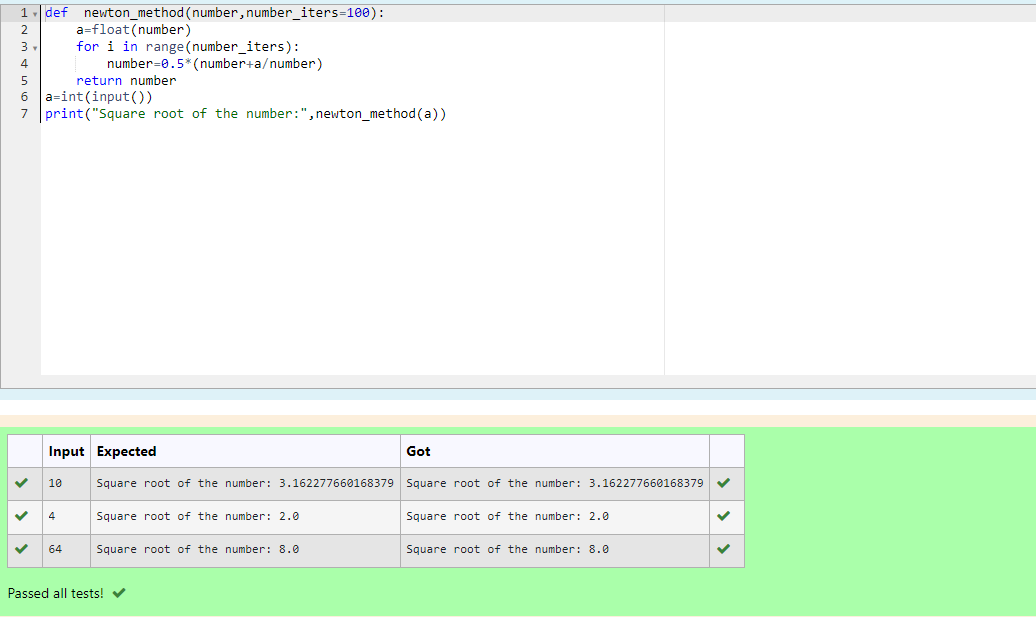 1 def  newton_method(number,number_iters=100):
2     a=float(number)
3     for i in range(number_iters):
4         number=0.5*(number+a/number)
5     return number
6 a=int(input())
7 print("Square root of the number:",newton_method(a))
Input Expected Got
10 Square root of the number: 3.162277660168379 Square root of the number: 3.162277660168379
4 Square root of the number: 2.0 Square root of the number: 2.0
64 Square root of the number: 8.0 Square root of the number: 8.0
Passed all tests!